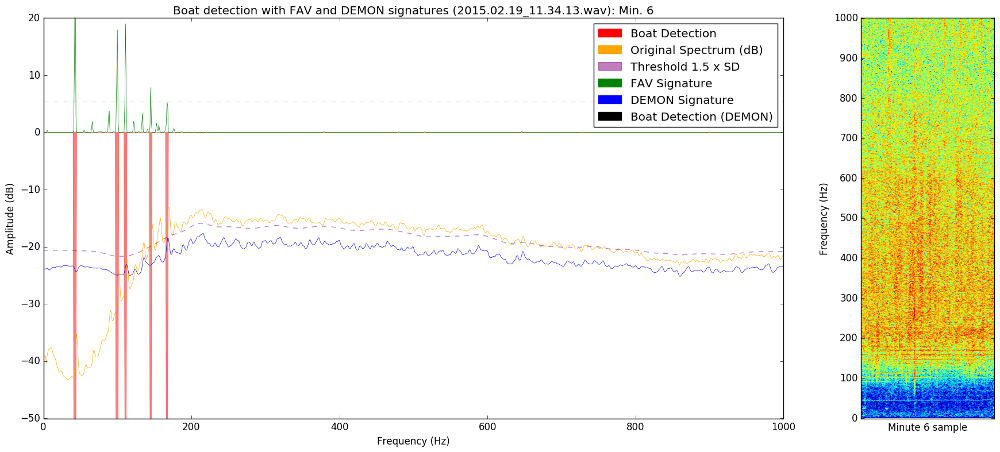 Boat detection with FAV and DEMON signatures (2015.02.19_11.34.13.wav): Min. 6
Boat Detection
Original Spectrum (dB)
Threshold 1.5 x SD
FAV Signature
DEMON Signature
Boat Detection (DEMON)
Amplitude (dB)
20
10
0
−10
−20
−30
−40
−50
0 200 400 600 800 1000
Frequency (Hz)
Frequency (Hz)
1000
900
800
700
600
500
400
300
200
100
0
Minute 6 sample